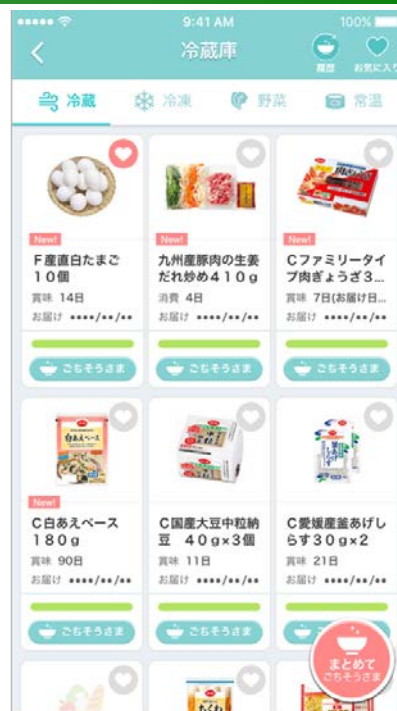 9:41 AM
100%
冷蔵庫
履歴
お気に入り
冷蔵
冷凍
野菜
常温
New!
F産直白たまご
10個
賞味 14日
お届け ••••/••/••
ごちそうさま
New!
九州産豚肉の生姜
だれ炒め410g
消費 4日
お届け ••••/••/••
ごちそうさま
New!
Cファミリータイ
プ肉ぎょうざ3...
賞味 7日(お届け日...
お届け ••••/••/••
ごちそうさま
白あえベース
New!
C白あえベース
180g
賞味 90日
お届け ••••/••/••
ごちそうさま
C国産大豆中粒納
豆 40g×3個
賞味 11日
お届け ••••/••/••
ごちそうさま
C愛媛産釜あげし
らす30g×2
賞味 21日
お届け ••••/••/••
まとめて
ごちそうさま
ちくわ